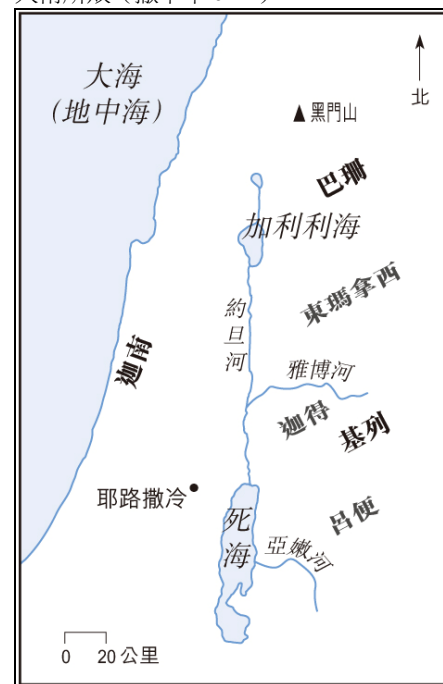 大海
(地中海)
北
▲黑門山
巴珊
加利利海
東瑪拿西
約旦河
迦南
雅博河
迦得
基列
耶路撒冷
呂便
死海
亞嫩河
0 20公里